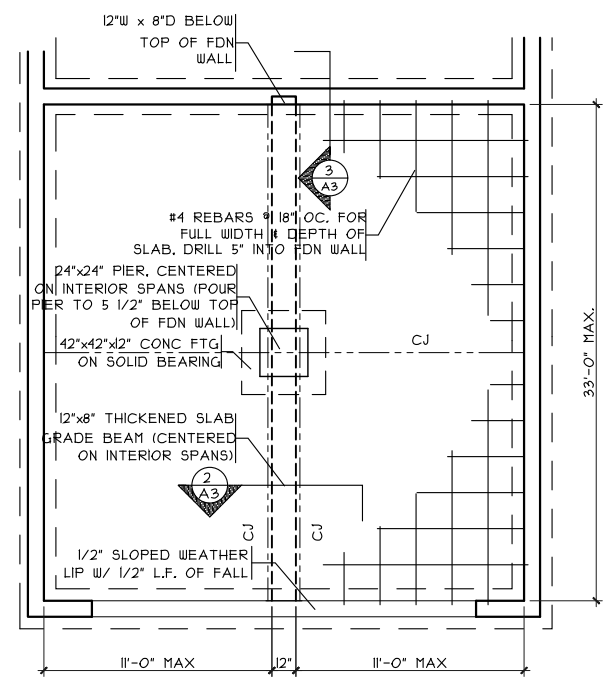 12"W x 8"D BELOW
TOP OF FDN
WALL
3
A3
#4 REBARS @ 18" OC. FOR
FULL WIDTH & DEPTH OF
SLAB. DRILL 5" INTO FDN WALL
24"x24" PIER, CENTERED
ON INTERIOR SPANS (POUR
PIER TO 5 1/2" BELOW TOP
OF FDN WALL)
42"x42"x12" CONC FTG
ON SOLID BEARING
CJ
33'-0" MAX.
12"x8" THICKENED SLAB
GRADE BEAM (CENTERED
ON INTERIOR SPANS)
2
A3
CJ
CJ
1/2" SLOPED WEATHER
LIP W/ 1/2" L.F. OF FALL
11'-0" MAX
12"
11'-0" MAX